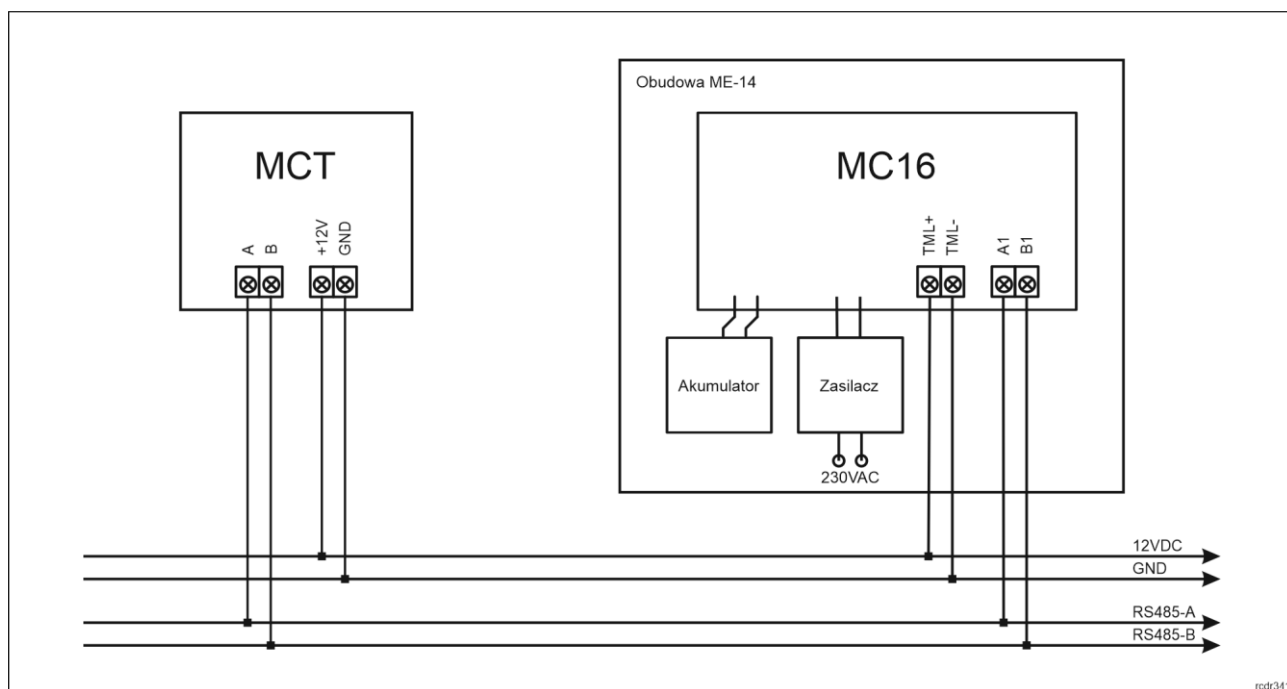 Obudowa ME-14
MCT
MC16
A
B
+12V
GND
TML+
TML-
A1
B1
Akumulator
Zasilacz
230VAC
12VDC
GND
RS485-A
RS485-B